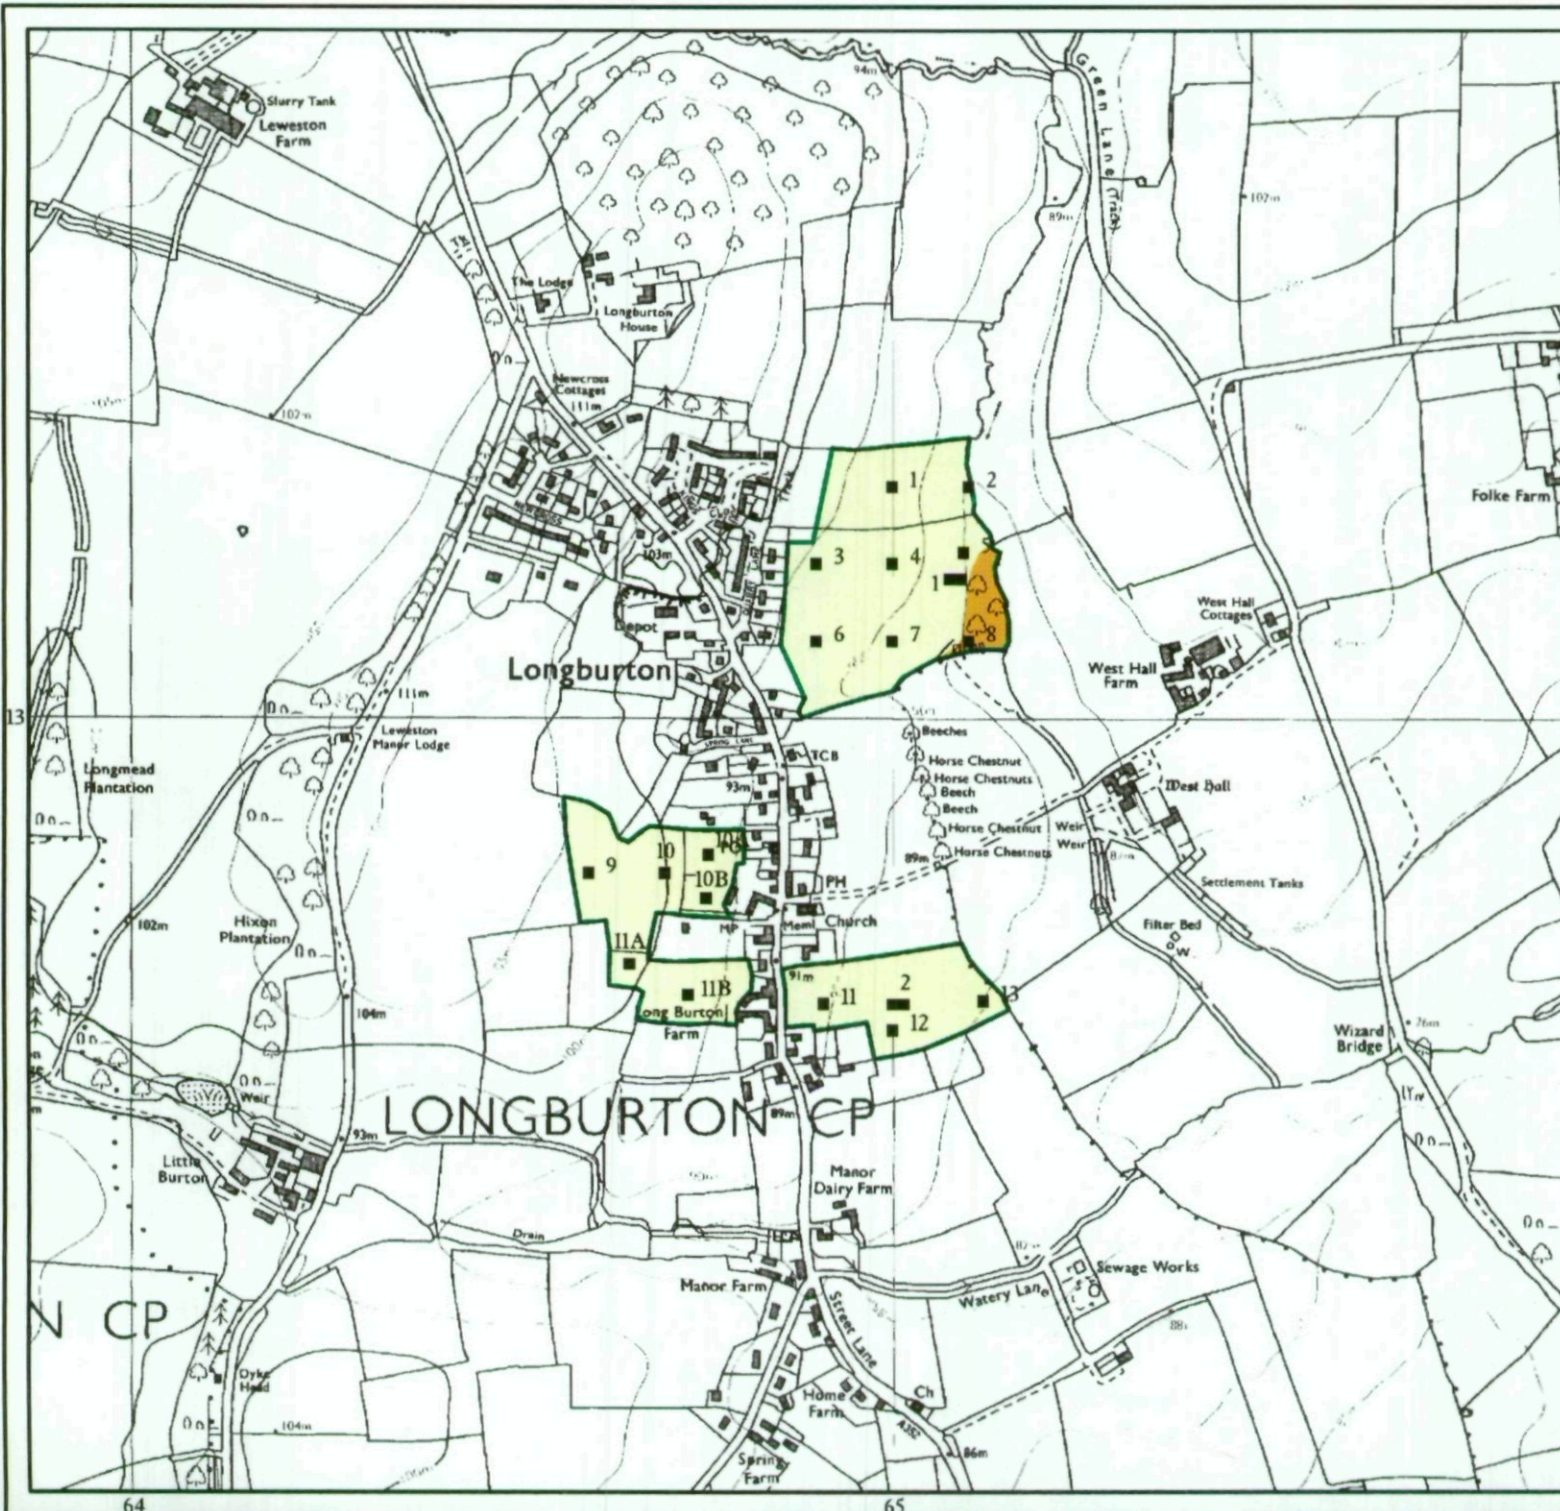 94m
Green Lane (Track)
Slurry Tank
Leweston
Farm
102m
89m
The Lodge
Longburton
House
Newcross
Cottages
111m
102m
1
2
Track
Folke Farm
103m
3
4
1
Depot
6
7
8
West Hall
Cottages
West Hall
Farm
Longburton
111m
13
Leweston
Manor Lodge
SPRING LANE
TCB
Beeches
Horse Chestnut
Horse Chestnuts
Beech
Beech
Horse Chestnut
Horse Chestnuts
Longmead
Plantation
93m
West Hall
Weir
Weir
89m
9
10
10A
10B
PH
Settlement Tanks
102m
Hixon
Plantation
MP
Meml
Church
Filter Bed
W
11A
11B
91m
11
2
12
13
Long Burton
Farm
104m
76m
Wizard
Bridge
Weir
LONGBURTON CP
89m
93m
Little
Burton
Manor
Dairy Farm
Drain
Manor Farm
Sewage Works
Watery Lane
Street Lane
N CP
Dyke
Head
Home
Farm
Ch
A352
104m
86m
Spring
Farm
64
65